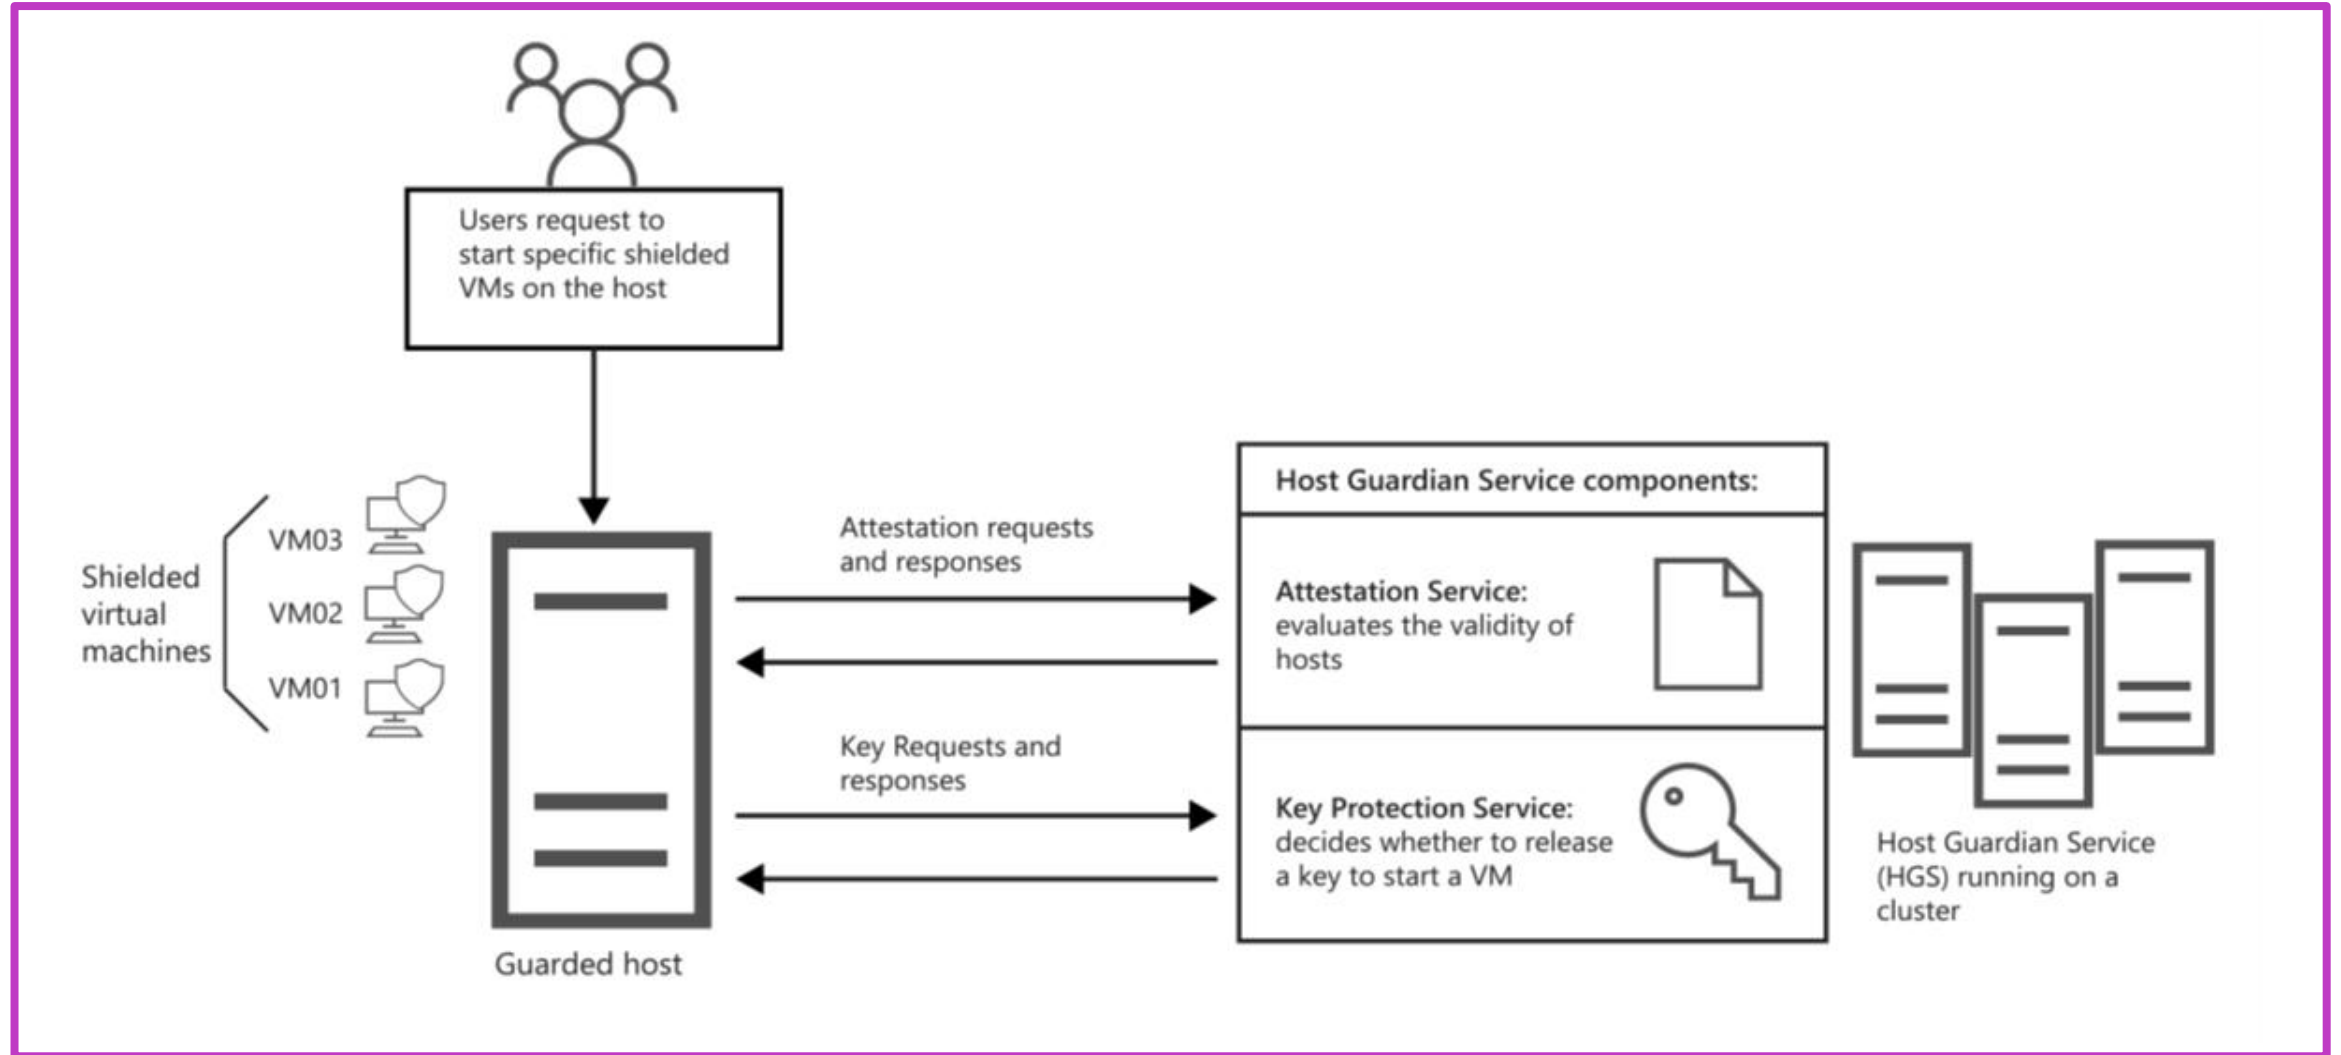 Users request to
start specific shielded
VMs on the host
Shielded
virtual
machines
VM03
VM02
VM01
Guarded host
Attestation requests
and responses
Key Requests and
responses
Host Guardian Service components:
Attestation Service:
evaluates the validity of
hosts
Key Protection Service:
decides whether to release
a key to start a VM
Host Guardian Service
(HGS) running on a
cluster